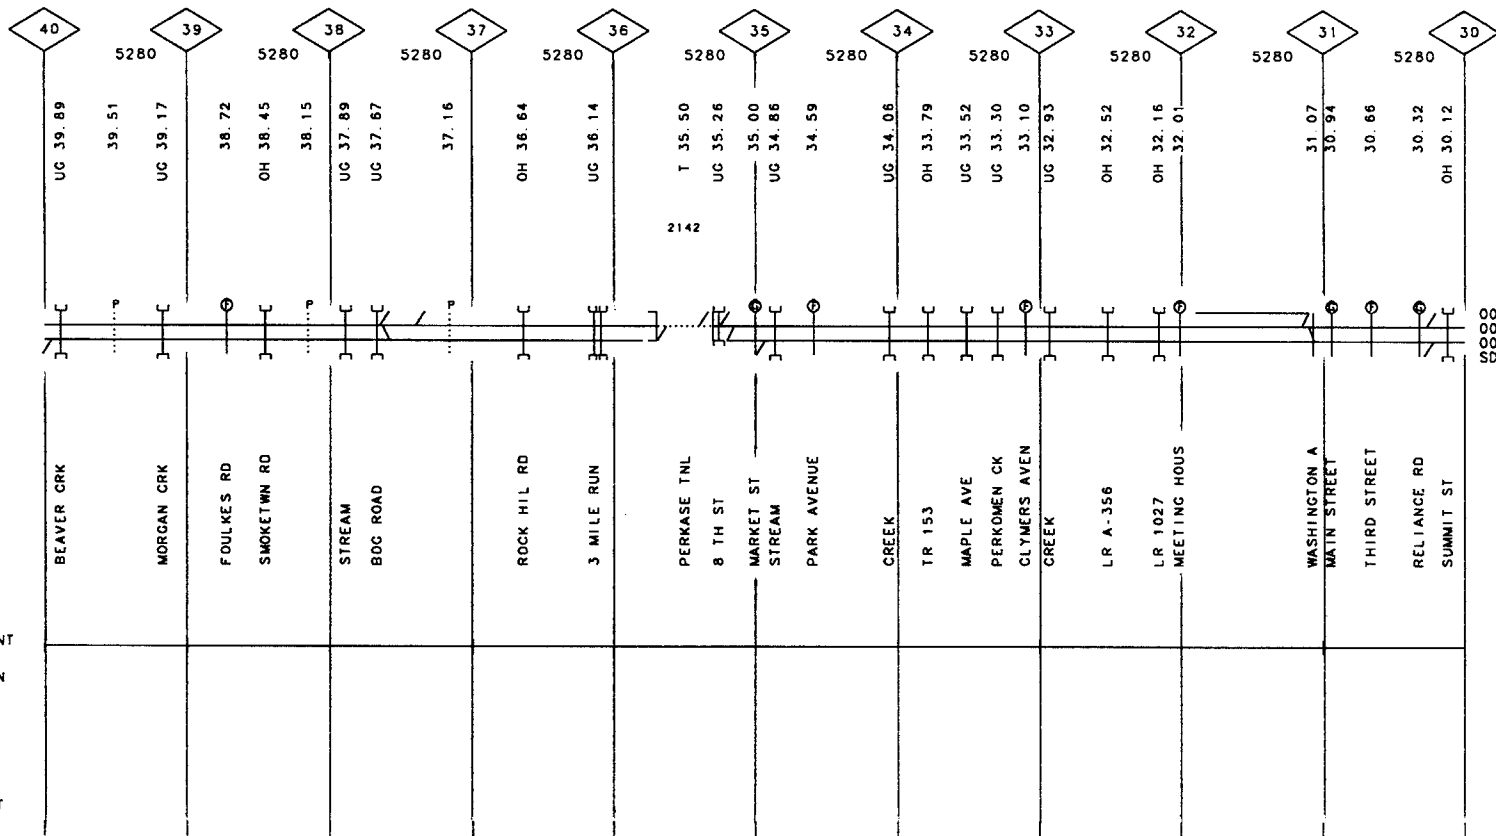 40 39 38 37 36 35 34 33 32 31 30
5280 5280 5280 5280 5280 5280 5280 5280 5280 5280
UG 39.89
39.51
UG 39.17
38.72
OH 38.45
38.15
UG 37.89
UG 37.67
37.16
OH 36.64
UG 36.14
T 35.50
UG 35.26
35.00
UG 34.86
34.59
UG 34.06
OH 33.79
UG 33.52
UG 33.30
33.10
UG 32.93
OH 32.52
OH 32.16
32.01
31.07
30.94
30.66
30.32
OH 30.12
2142
P F P P G F F F G F G
00
00
00
SD
BEAVER CRK
MORGAN CRK
FOULKES RD
SMOKETWN RD
STREAM
BOG ROAD
ROCK HIL RD
3 MILE RUN
PERKASE TNL
8 TH ST
MARKET ST
STREAM
PARK AVENUE
CREEK
TR 153
MAPLE AVE
PERKOMEN CK
CLYMERS AVEN
CREEK
LR A-356
LR 1027
MEETING HOUS
WASHINGTON A
MAIN STREET
THIRD STREET
RELIANCE RD
SUMMIT ST
NT
N
T